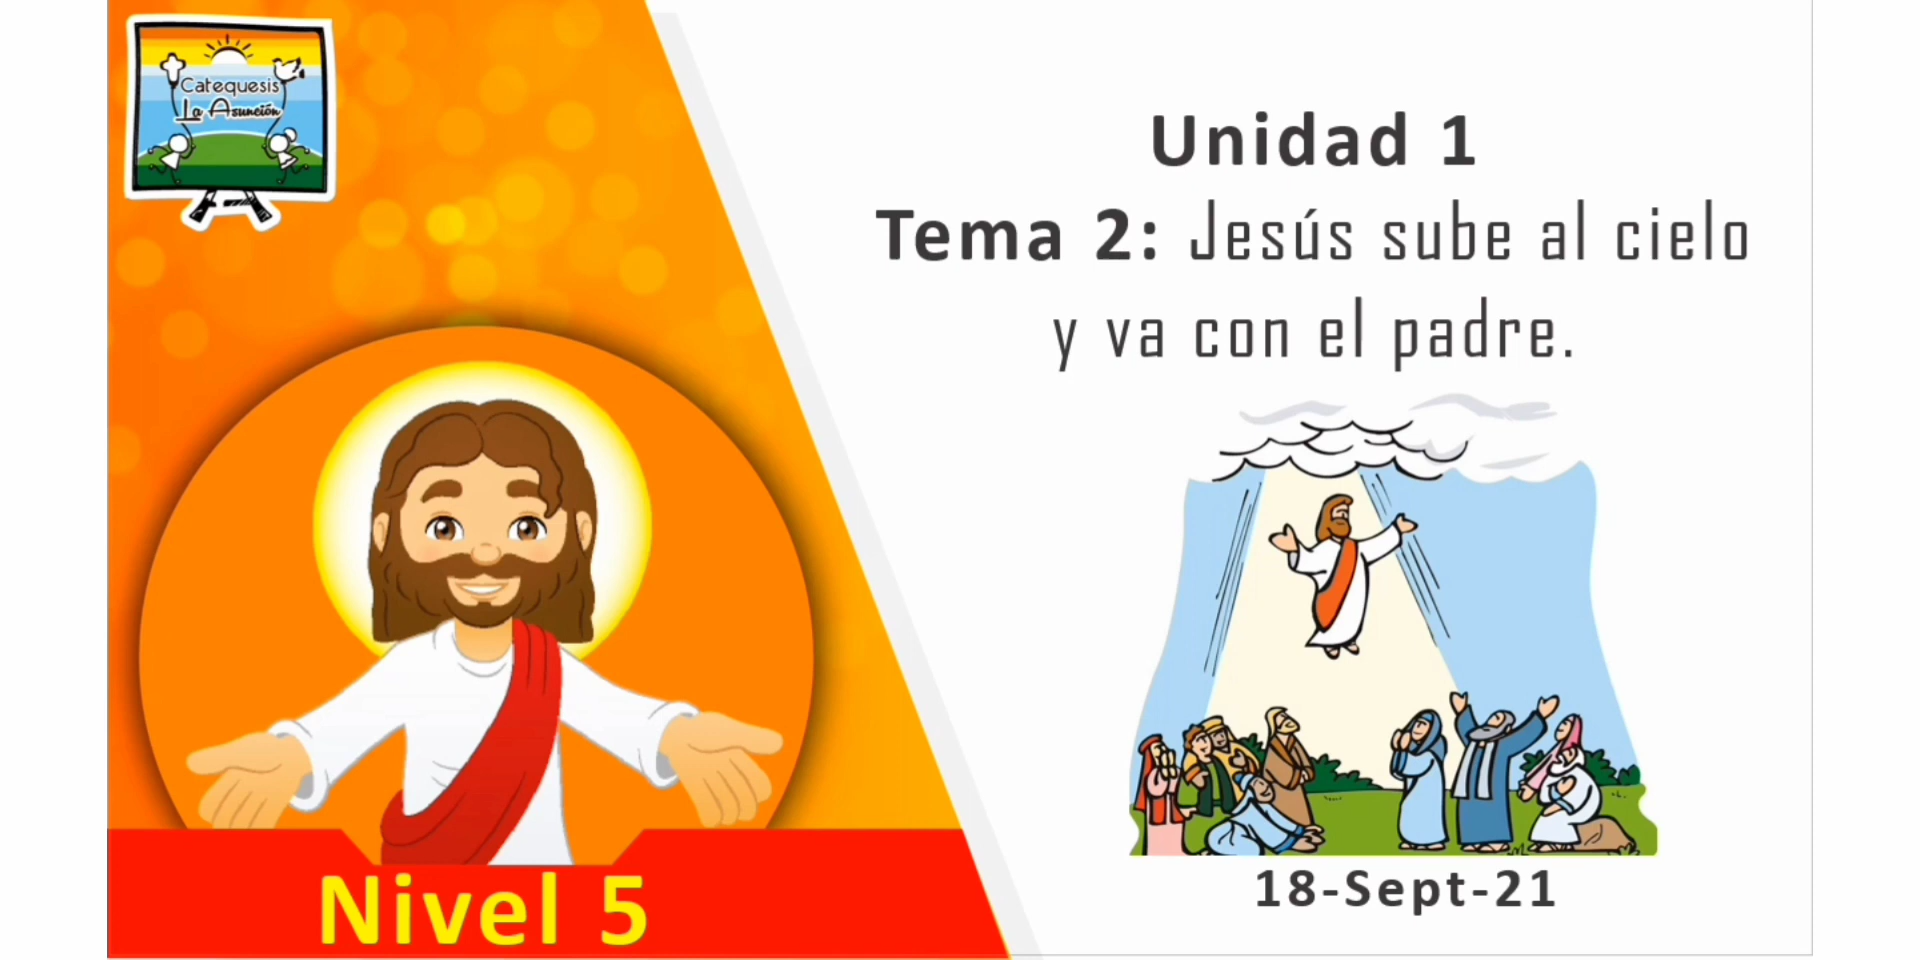 Catequesis
La Asunción
Unidad 1
Tema 2: Jesús sube al cielo
y va con el padre.
18-Sept-21
Nivel 5